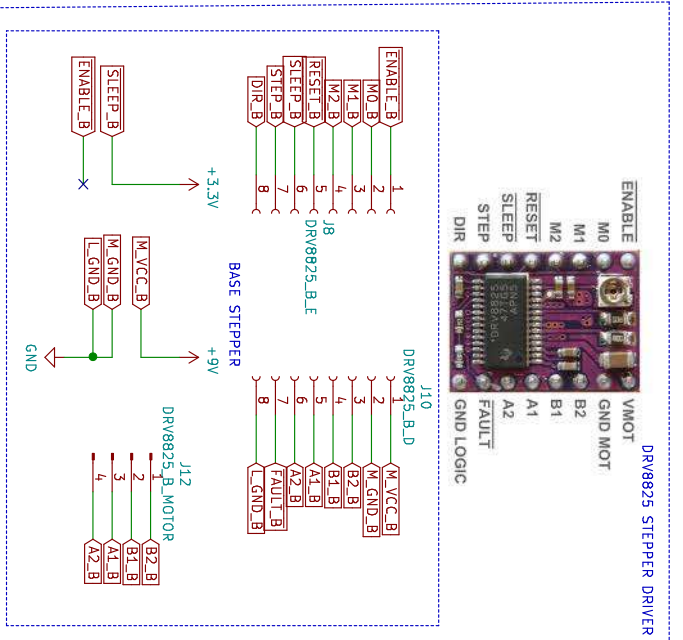 DRV8825 STEPPER DRIVER
ENABLE VMOT
M0 GND MOT
M1 B2
M2 B1
RESET A1
SLEEP A2
STEP FAULT
DIR GND LOGIC
DRV8825
J10
DRV8825_B_D
ENABLE_B 1
M0_B 2
M1_B 3
M2_B 4
RESET_B 5
SLEEP_B 6
STEP_B 7
DIR_B 8
J8
DRV8825_B_E
1 M_VCC_B
2 M_GND_B
3 B2_B
4 B1_B
5 A1_B
6 A2_B
7 FAULT_B
8 L_GND_B
BASE STEPPER
+3.3V
SLEEP_B
ENABLE_B
+9V
M_VCC_B
M_GND_B
L_GND_B
GND
J12
DRV8825_B_MOTOR
1 B2_B
2 B1_B
3 A1_B
4 A2_B